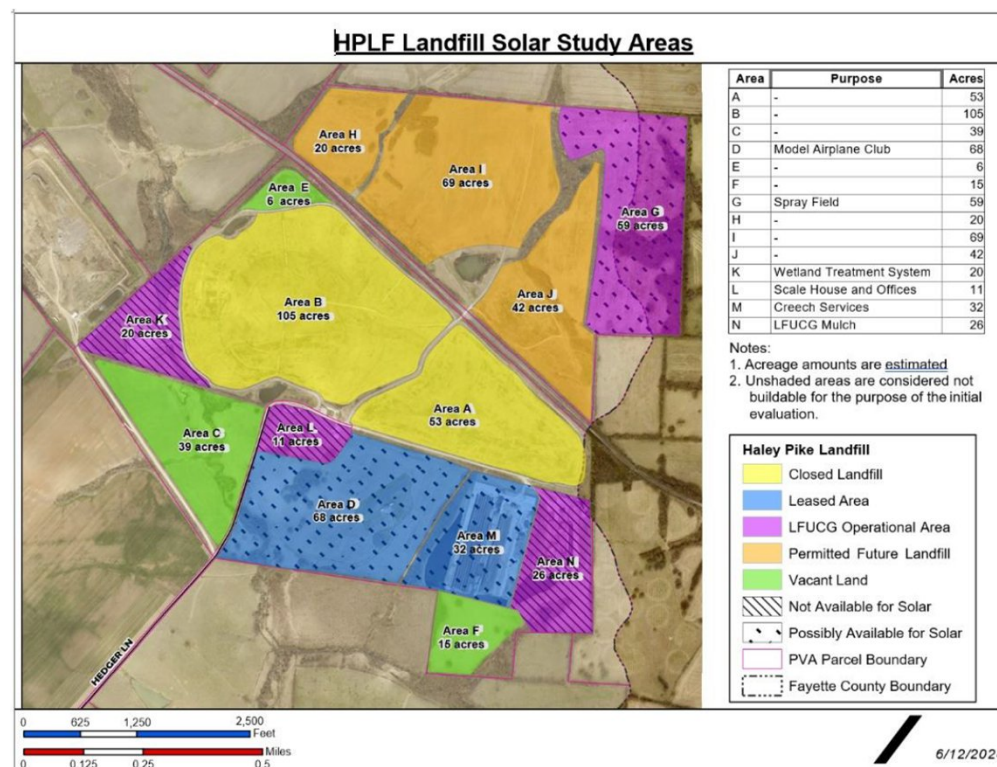 HPLF Landfill Solar Study Areas
Area H
20 acres
Area I
69 acres
Area E
6 acres
Area G
59 acres
Area B
105 acres
Area J
42 acres
Area K
20 acres
Area A
53 acres
Area C
39 acres
Area L
11 acres
Area D
68 acres
Area M
32 acres
Area N
26 acres
Area F
15 acres
HEDGER LN
Area Purpose Acres
A - 53
B - 105
C - 39
D Model Airplane Club 68
E - 6
F - 15
G Spray Field 59
H - 20
I - 69
J - 42
K Wetland Treatment System 20
L Scale House and Offices 11
M Creech Services 32
N LFUCG Mulch 26
Notes:
1. Acreage amounts are estimated
2. Unshaded areas are considered not
buildable for the purpose of the initial
evaluation.
Haley Pike Landfill
Closed Landfill
Leased Area
LFUCG Operational Area
Permitted Future Landfill
Vacant Land
Not Available for Solar
Possibly Available for Solar
PVA Parcel Boundary
Fayette County Boundary
0 625 1,250 2,500
Feet
Miles
0 0.125 0.25 0.5